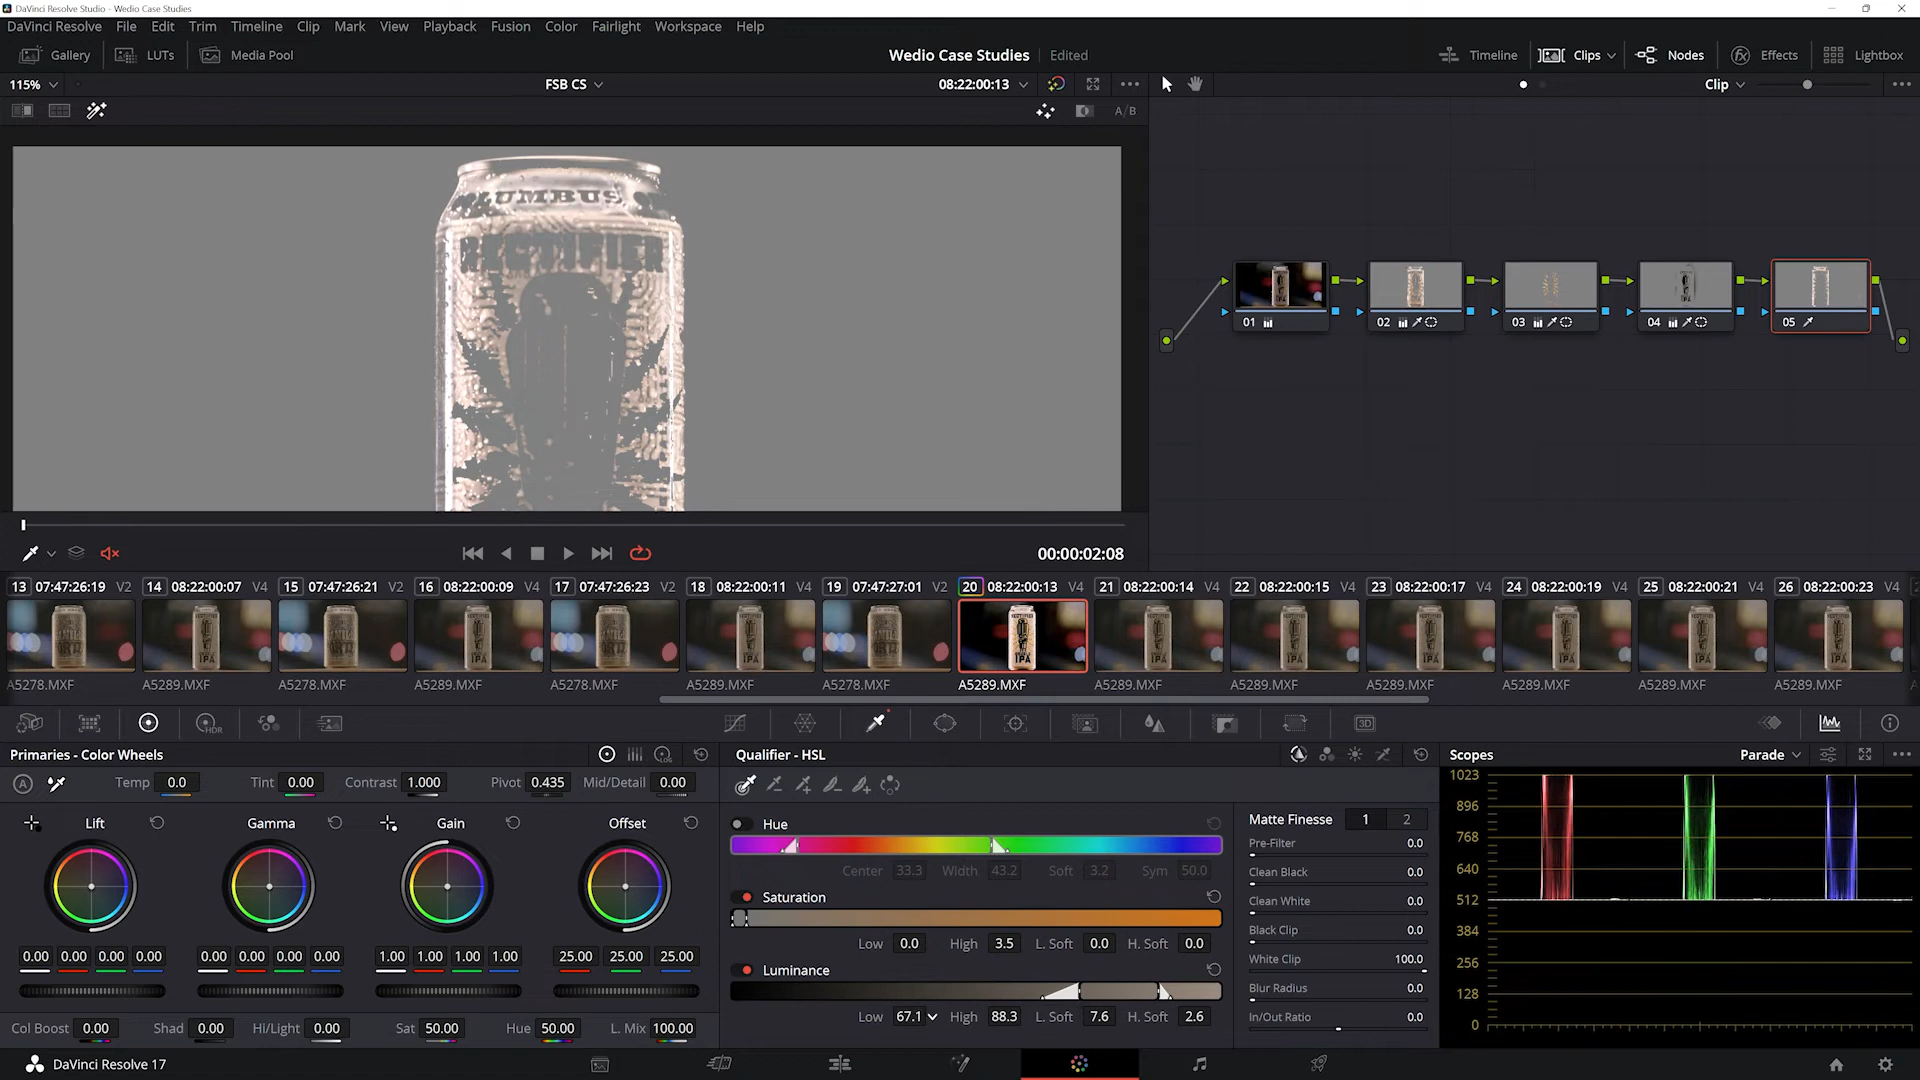 DaVinci Resolve Studio - Wedio Case Studies
DaVinci Resolve File Edit Trim Timeline Clip Mark View Playback Fusion Color Fairlight Workspace Help
Gallery LUTs Media Pool Wedio Case Studies Edited Timeline Clips Nodes Effects Lightbox
115% FSB CS 08:22:00:13 Clip
A/B
UMBUS
01 02 03 04 05
00:00:02:08
13 07:47:26:19 V2 14 08:22:00:07 V4 15 07:47:26:21 V2 16 08:22:00:09 V4 17 07:47:26:23 V2 18 08:22:00:11 V4 19 07:47:27:01 V2 20 08:22:00:13 V4 21 08:22:00:14 V4 22 08:22:00:15 V4 23 08:22:00:17 V4 24 08:22:00:19 V4 25 08:22:00:21 V4 26 08:22:00:23 V4
IPA IPA IPA IPA IPA IPA IPA IPA IPA IPA
A5278.MXF A5289.MXF A5278.MXF A5289.MXF A5278.MXF A5289.MXF A5278.MXF A5289.MXF A5289.MXF A5289.MXF A5289.MXF A5289.MXF A5289.MXF A5289.MXF
HDR 3D
Primaries - Color Wheels LOG Qualifier - HSL Scopes Parade
A Temp 0.0 Tint 0.00 Contrast 1.000 Pivot 0.435 Mid/Detail 0.00
Lift Gamma Gain Offset
0.00 0.00 0.00 0.00 0.00 0.00 0.00 0.00 1.00 1.00 1.00 1.00 25.00 25.00 25.00
Col Boost 0.00 Shad 0.00 Hi/Light 0.00 Sat 50.00 Hue 50.00 L. Mix 100.00
Hue
Center 33.3 Width 43.2 Soft 3.2 Sym 50.0
Saturation
Low 0.0 High 3.5 L. Soft 0.0 H. Soft 0.0
Luminance
Low 67.1 High 88.3 L. Soft 7.6 H. Soft 2.6
Matte Finesse 1 2
Pre-Filter 0.0
Clean Black 0.0
Clean White 0.0
Black Clip 0.0
White Clip 100.0
Blur Radius 0.0
In/Out Ratio 0.0
1023
896
768
640
512
384
256
128
0
DaVinci Resolve 17